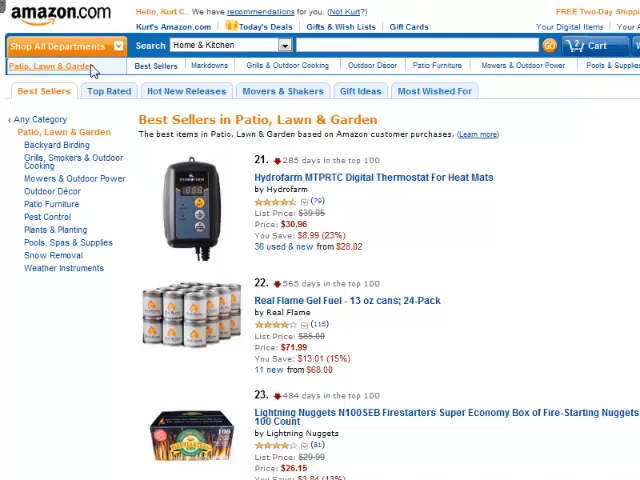 amazon.com
Hello, Kurt C. We have recommendations for you. (Not Kurt?)
FREE Two-Day Shippi
Kurt's Amazon.com
Today's Deals
Gifts & Wish Lists
Gift Cards
Your Digital Items
Your A
Shop All Departments
Search
Home & Kitchen
GO
Cart
Patio, Lawn & Garden
Best Sellers
Markdowns
Grills & Outdoor Cooking
Outdoor Décor
Patio Furniture
Mowers & Outdoor Power
Pools & Supplies
Best Sellers
Top Rated
Hot New Releases
Movers & Shakers
Gift Ideas
Most Wished For
‹ Any Category
Patio, Lawn & Garden
Backyard Birding
Grills, Smokers & Outdoor
Cooking
Mowers & Outdoor Power
Outdoor Décor
Patio Furniture
Pest Control
Plants & Planting
Pools, Spas & Supplies
Snow Removal
Weather Instruments
Best Sellers in Patio, Lawn & Garden
The best items in Patio, Lawn & Garden based on Amazon customer purchases. (Learn more)
21. 285 days in the top 100
Hydrofarm MTPRTC Digital Thermostat For Heat Mats
by Hydrofarm
(79)
List Price: $39.95
Price: $30.96
You Save: $8.99 (23%)
36 used & new from $28.02
22. 565 days in the top 100
Real Flame Gel Fuel - 13 oz cans; 24-Pack
by Real Flame
(115)
List Price: $85.00
Price: $71.99
You Save: $13.01 (15%)
11 new from $68.00
23. 484 days in the top 100
Lightning Nuggets N100SEB Firestarters Super Economy Box of Fire-Starting Nuggets
100 Count
by Lightning Nuggets
(81)
List Price: $29.99
Price: $26.15
You Save: $3.84 (13%)